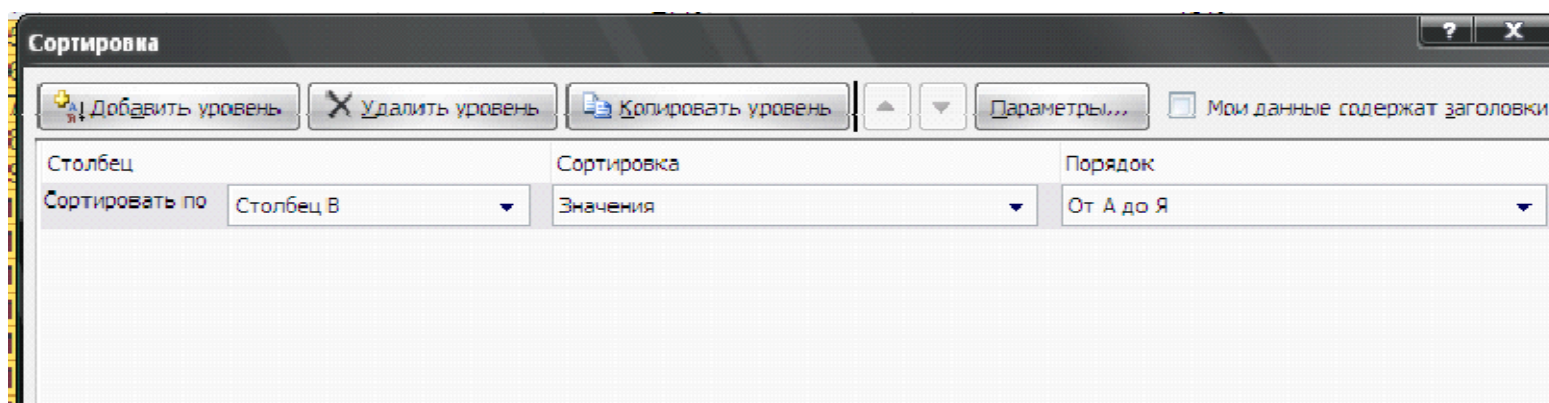 Сортировка
Добавить уровень Удалить уровень Копировать уровень Параметры... Мои данные содержат заголовки
Столбец Сортировка Порядок
Сортировать по Столбец В Значения От А до Я